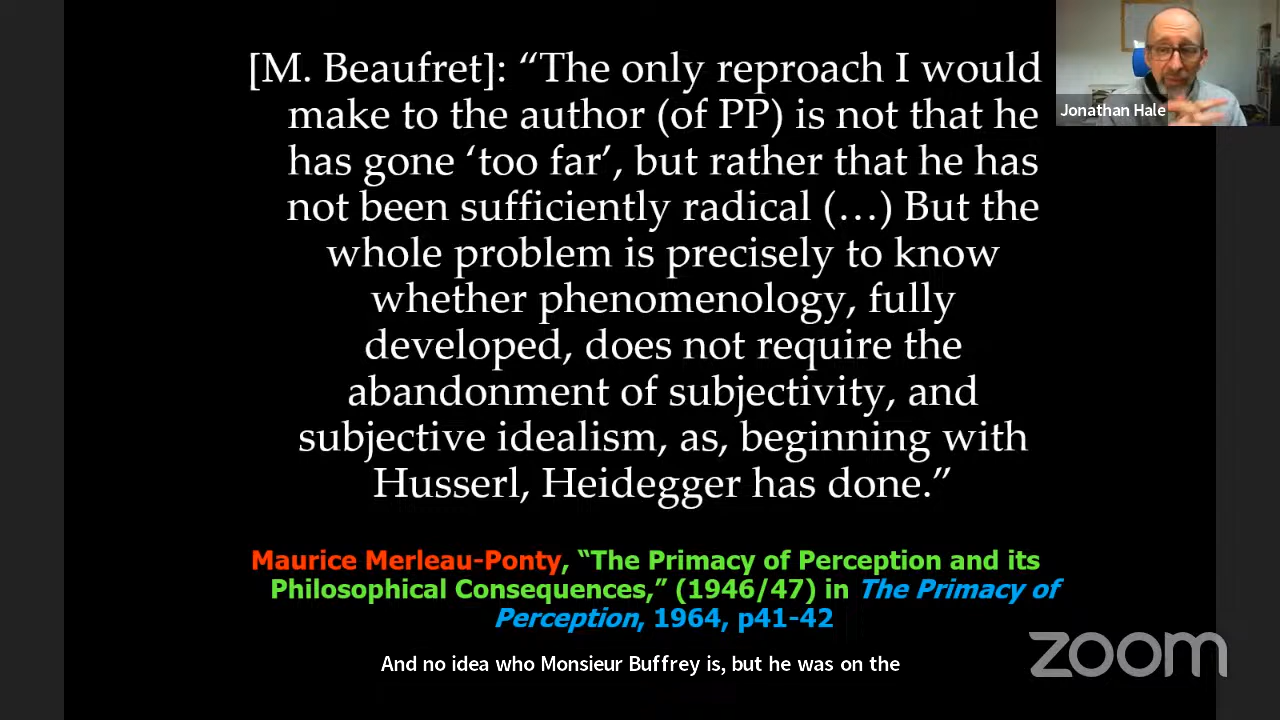 [M. Beaufret]: “The only reproach I would
make to the author (of PP) is not that he
has gone ‘too far’, but rather that he has
not been sufficiently radical (…) But the
whole problem is precisely to know
whether phenomenology, fully
developed, does not require the
abandonment of subjectivity, and
subjective idealism, as, beginning with
Husserl, Heidegger has done.”
Jonathan Hale
Maurice Merleau-Ponty, “The Primacy of Perception and its
Philosophical Consequences,” (1946/47) in The Primacy of
Perception, 1964, p41-42
And no idea who Monsieur Buffrey is, but he was on the
zoom